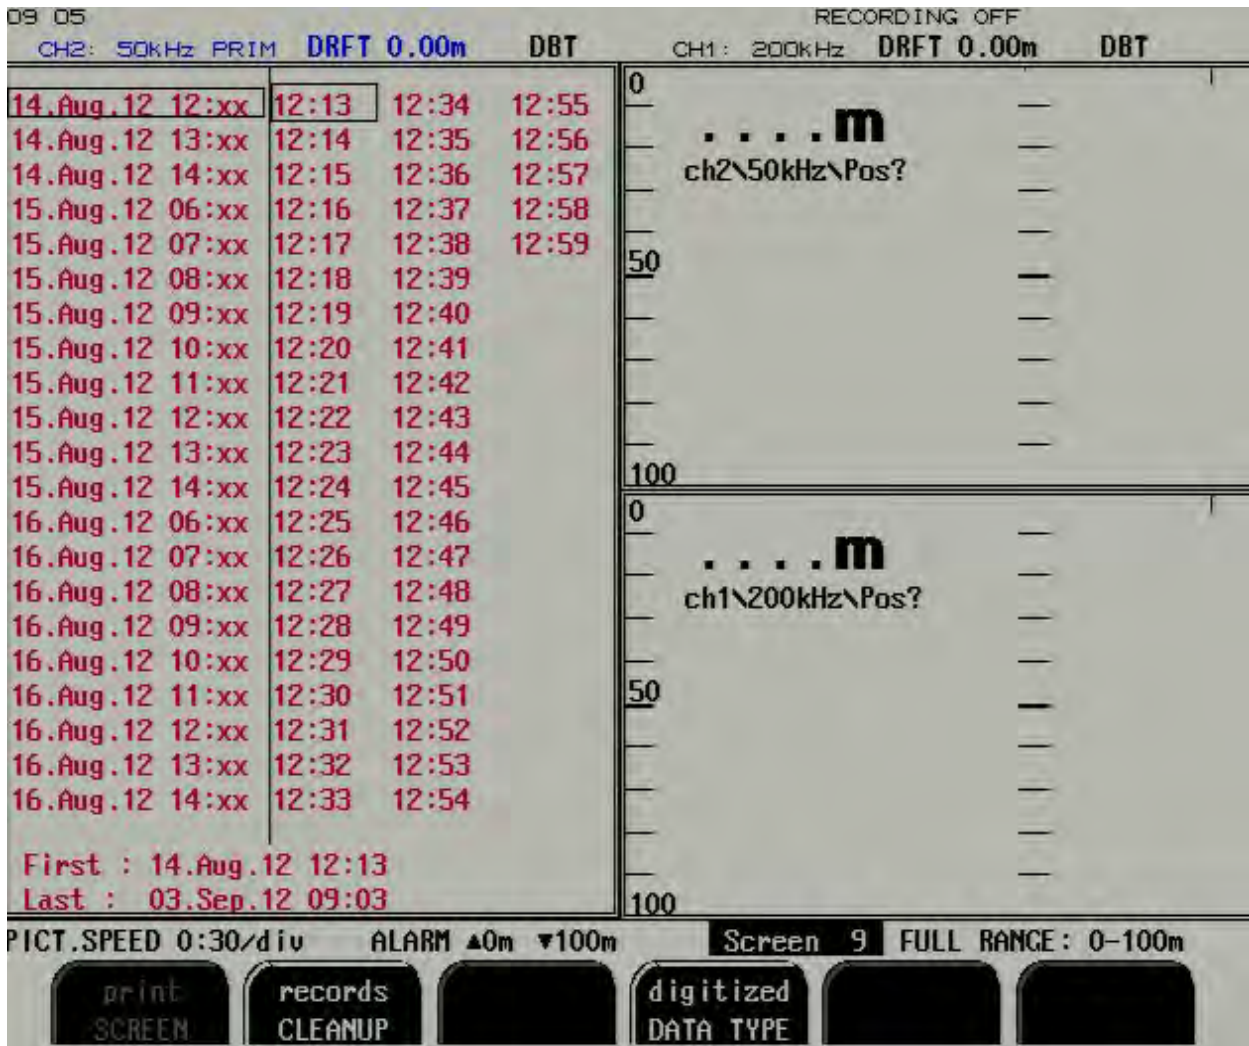 09 05
RECORDING OFF
CH2: 50KHz PRIM DRFT 0.00m DBT
CH1: 200KHz DRFT 0.00m DBT
14.Aug.12 12:xx 12:13 12:34 12:55
14.Aug.12 13:xx 12:14 12:35 12:56
14.Aug.12 14:xx 12:15 12:36 12:57
15.Aug.12 06:xx 12:16 12:37 12:58
15.Aug.12 07:xx 12:17 12:38 12:59
15.Aug.12 08:xx 12:18 12:39
15.Aug.12 09:xx 12:19 12:40
15.Aug.12 10:xx 12:20 12:41
15.Aug.12 11:xx 12:21 12:42
15.Aug.12 12:xx 12:22 12:43
15.Aug.12 13:xx 12:23 12:44
15.Aug.12 14:xx 12:24 12:45
16.Aug.12 06:xx 12:25 12:46
16.Aug.12 07:xx 12:26 12:47
16.Aug.12 08:xx 12:27 12:48
16.Aug.12 09:xx 12:28 12:49
16.Aug.12 10:xx 12:29 12:50
16.Aug.12 11:xx 12:30 12:51
16.Aug.12 12:xx 12:31 12:52
16.Aug.12 13:xx 12:32 12:53
16.Aug.12 14:xx 12:33 12:54
First : 14.Aug.12 12:13
Last : 03.Sep.12 09:03
0
....m
ch2\50kHz\Pos?
50
100
0
....m
ch1\200kHz\Pos?
50
100
PICT.SPEED 0:30/div ALARM ▲0m ▼100m Screen 9 FULL RANGE: 0-100m
print
SCREEN
records
CLEANUP
digitized
DATA TYPE